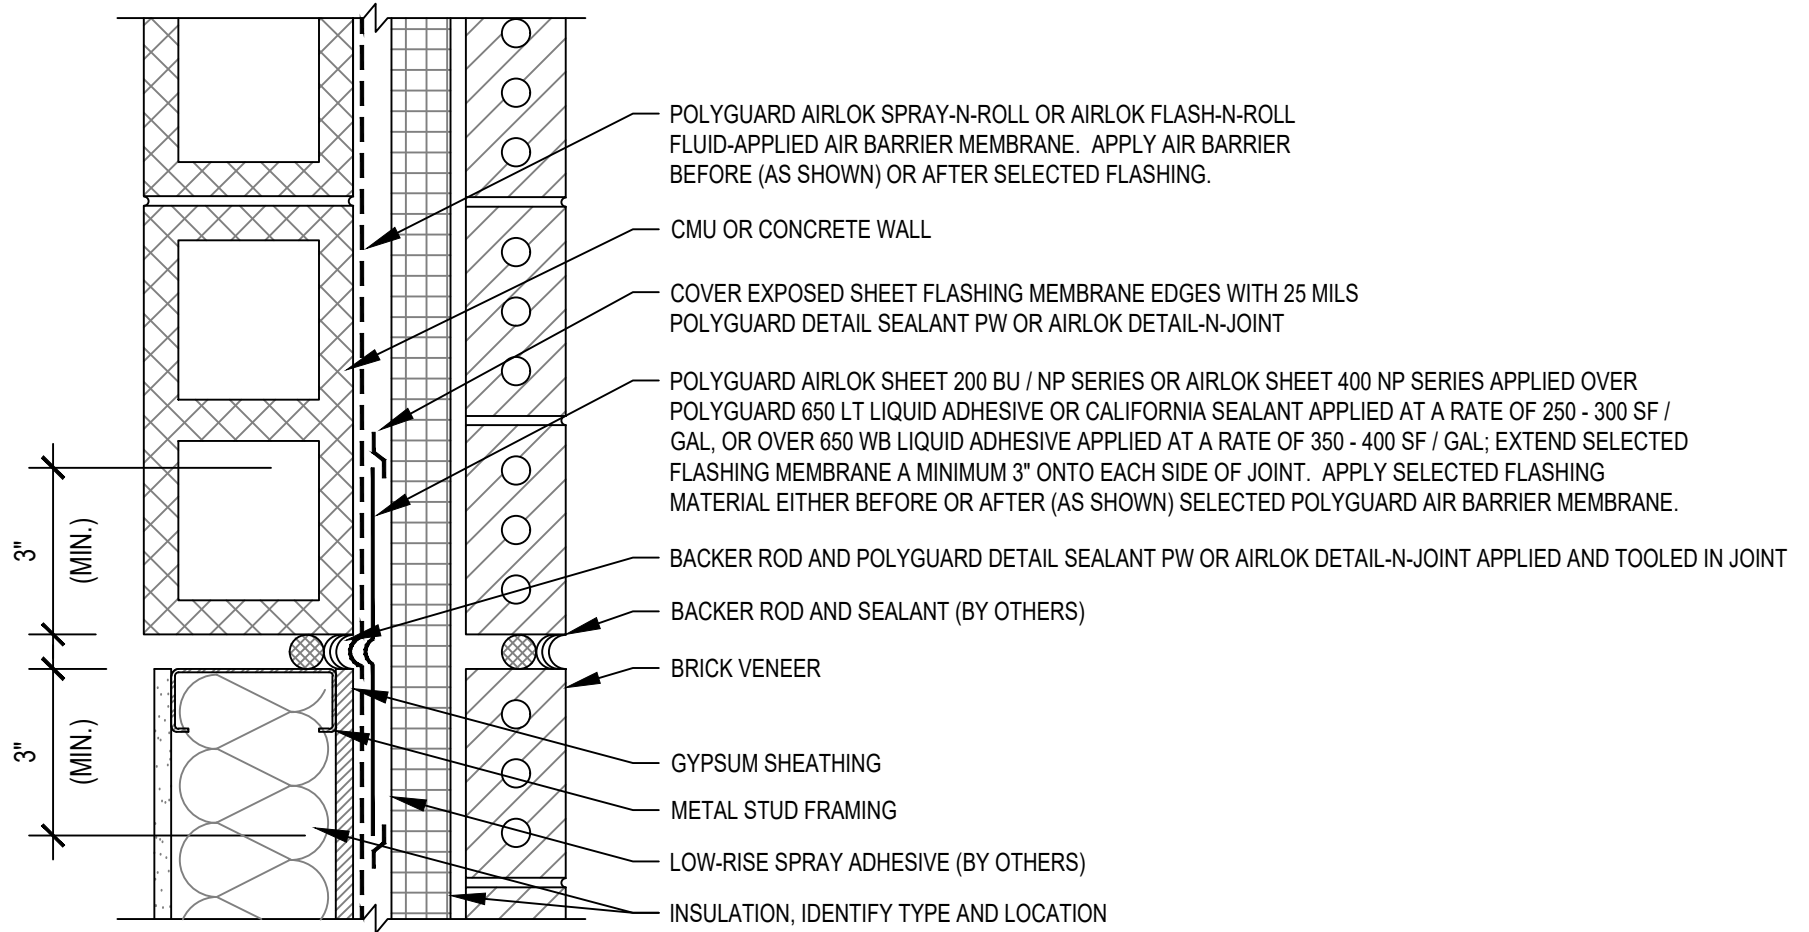 POLYGUARD AIRLOK SPRAY-N-ROLL OR AIRLOK FLASH-N-ROLL
FLUID-APPLIED AIR BARRIER MEMBRANE. APPLY AIR BARRIER
BEFORE (AS SHOWN) OR AFTER SELECTED FLASHING.
CMU OR CONCRETE WALL
COVER EXPOSED SHEET FLASHING MEMBRANE EDGES WITH 25 MILS
POLYGUARD DETAIL SEALANT PW OR AIRLOK DETAIL-N-JOINT
POLYGUARD AIRLOK SHEET 200 BU / NP SERIES OR AIRLOK SHEET 400 NP SERIES APPLIED OVER
POLYGUARD 650 LT LIQUID ADHESIVE OR CALIFORNIA SEALANT APPLIED AT A RATE OF 250 - 300 SF /
GAL, OR OVER 650 WB LIQUID ADHESIVE APPLIED AT A RATE OF 350 - 400 SF / GAL; EXTEND SELECTED
FLASHING MEMBRANE A MINIMUM 3" ONTO EACH SIDE OF JOINT. APPLY SELECTED FLASHING
MATERIAL EITHER BEFORE OR AFTER (AS SHOWN) SELECTED POLYGUARD AIR BARRIER MEMBRANE.
3"
(MIN.)
BACKER ROD AND POLYGUARD DETAIL SEALANT PW OR AIRLOK DETAIL-N-JOINT APPLIED AND TOOLED IN JOINT
BACKER ROD AND SEALANT (BY OTHERS)
BRICK VENEER
3"
(MIN.)
GYPSUM SHEATHING
METAL STUD FRAMING
LOW-RISE SPRAY ADHESIVE (BY OTHERS)
INSULATION, IDENTIFY TYPE AND LOCATION